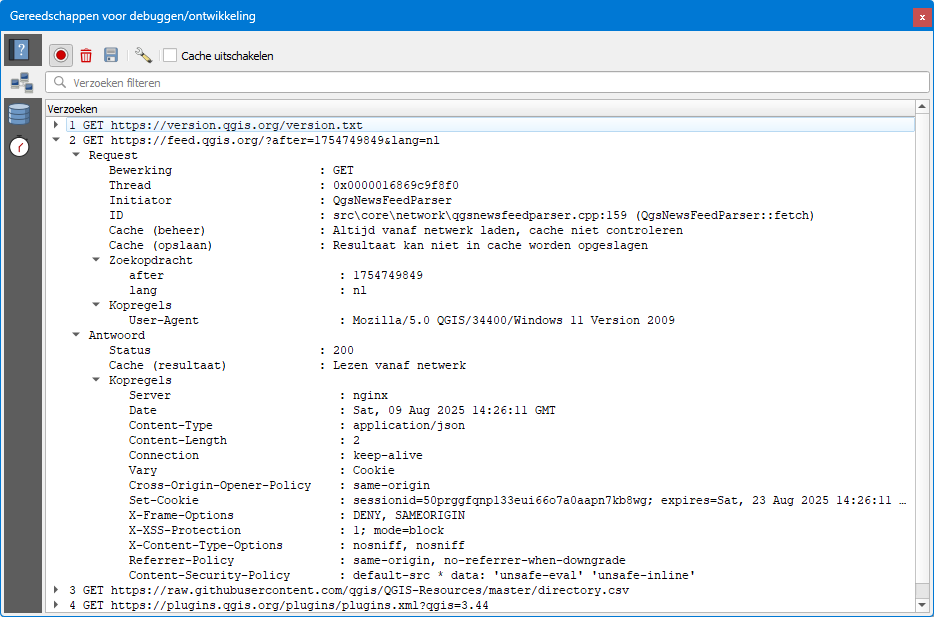 Gereedschappen voor debuggen/ontwikkeling
Cache uitschakelen
Verzoeken filteren
Verzoeken
1 GET https://version.qgis.org/version.txt
2 GET https://feed.qgis.org/?after=1754749849&lang=nl
Request
Bewerking : GET
Thread : 0x0000016869c9f8f0
Initiator : QgsNewsFeedParser
ID : src\core\network\qgsnewsfeedparser.cpp:159 (QgsNewsFeedParser::fetch)
Cache (beheer) : Altijd vanaf netwerk laden, cache niet controleren
Cache (opslaan) : Resultaat kan niet in cache worden opgeslagen
Zoekopdracht
after : 1754749849
lang : nl
Kopregels
User-Agent : Mozilla/5.0 QGIS/34400/Windows 11 Version 2009
Antwoord
Status : 200
Cache (resultaat) : Lezen vanaf netwerk
Kopregels
Server : nginx
Date : Sat, 09 Aug 2025 14:26:11 GMT
Content-Type : application/json
Content-Length : 2
Connection : keep-alive
Vary : Cookie
Cross-Origin-Opener-Policy : same-origin
Set-Cookie : sessionid=50prggfqnpl33eui66o7a0aapn7kb8wg; expires=Sat, 23 Aug 2025 14:26:11 …
X-Frame-Options : DENY, SAMEORIGIN
X-XSS-Protection : 1; mode=block
X-Content-Type-Options : nosniff, nosniff
Referrer-Policy : same-origin, no-referrer-when-downgrade
Content-Security-Policy : default-src * data: 'unsafe-eval' 'unsafe-inline'
3 GET https://raw.githubusercontent.com/qgis/QGIS-Resources/master/directory.csv
4 GET https://plugins.qgis.org/plugins/plugins.xml?qgis=3.44